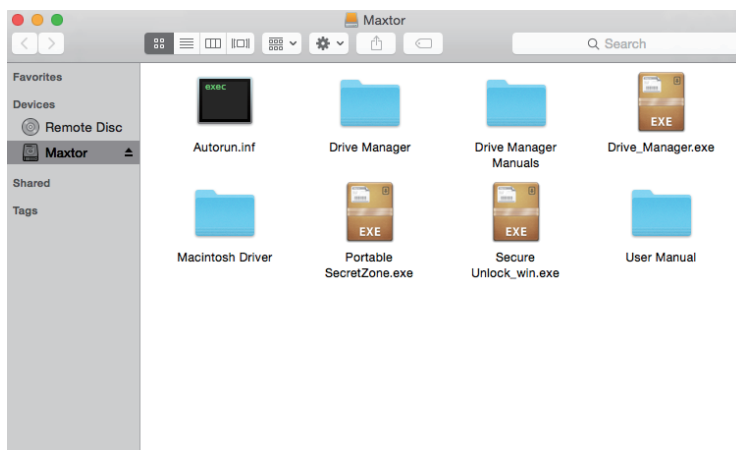 Maxtor
Search
Favorites
Devices
Remote Disc
Maxtor
Shared
Tags
exec
Autorun.inf
Drive Manager
Drive Manager
Manuals
EXE
Drive_Manager.exe
Macintosh Driver
EXE
Portable
SecretZone.exe
EXE
Secure
Unlock_win.exe
User Manual